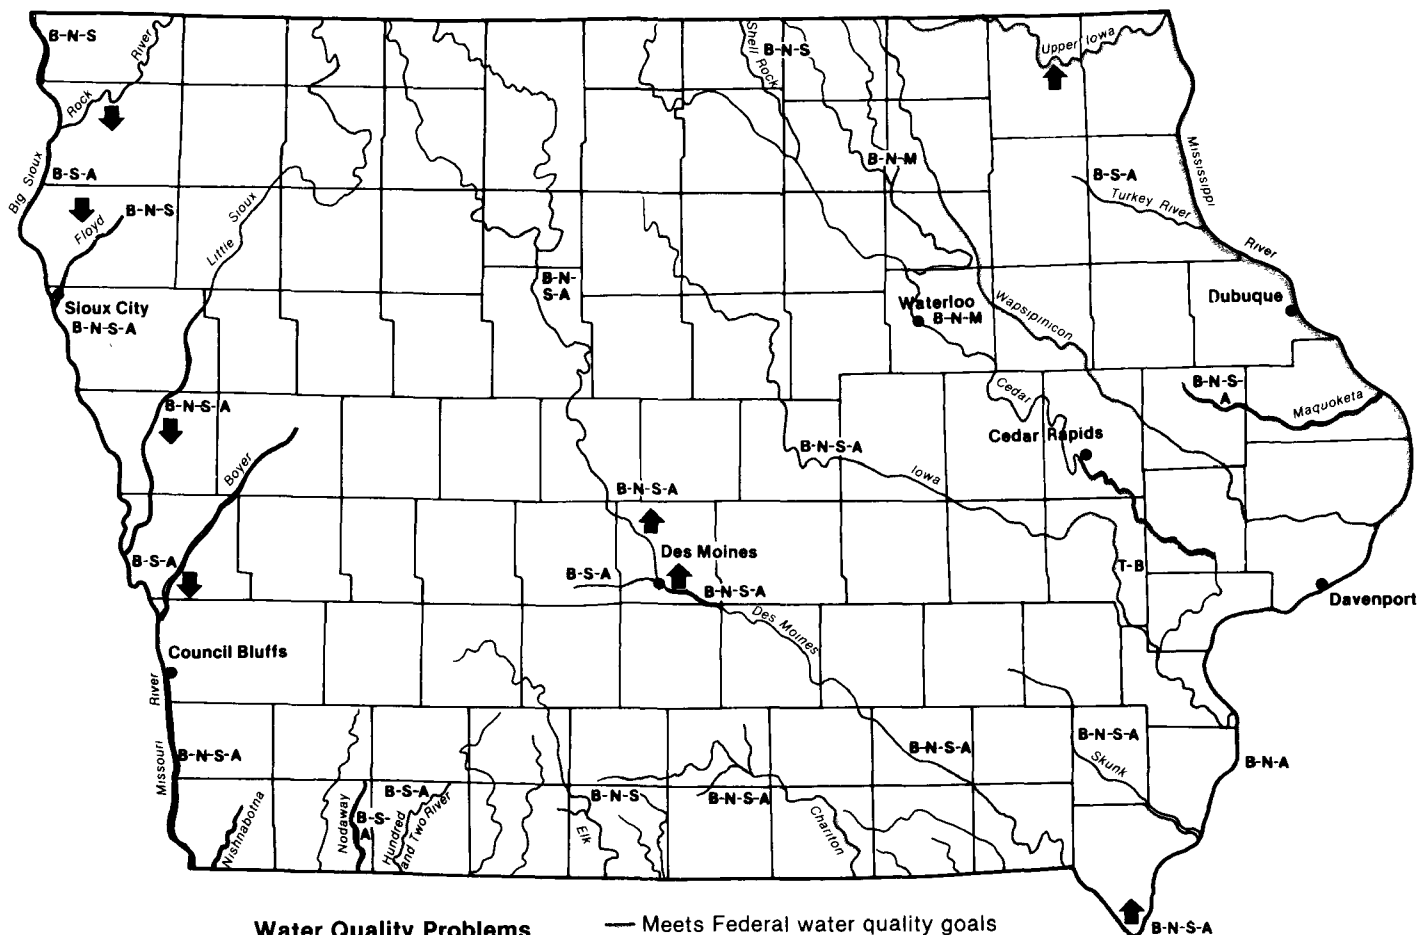 B-N-S
River
Rock
Shell Rock
B-N-S
Upper Iowa
Big Sioux
B-S-A
B-N-M
B-S-A
Turkey River
Mississippi
River
Floyd
B-N-S
Little Sioux
B-N-
S-A
Sioux City
B-N-S-A
Waterloo
B-N-M
Wapsipinicon
Dubuque
B-N-S-A
Cedar
B-N-S-
A
Maquoketa
Boyer
Cedar Rapids
B-N-S-A
Iowa
B-N-S-A
B-S-A
Des Moines
B-S-A
B-N-S-A
T-B
Davenport
Des Moines
Council Bluffs
River
Missouri
B-N-S-A
B-N-S-A
B-N-S-A
Skunk
B-N-A
Nishnabotna
Nodaway
B-S-
A
B-S-A
Hundred
and Two River
B-N-S
Elk
B-N-S-A
Chariton
B-N-S-A
Water Quality Problems
Meets Federal water quality goals